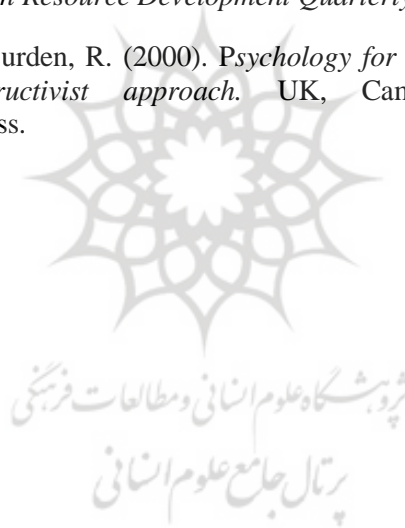 n Resource Development Quarterly
urden, R. (2000). Psychology for
ructivist approach. UK, Cam
ss.
پژوهشگاه علوم انسانی و مطالعات فرهنگی
پرتال جامع علوم انسانی